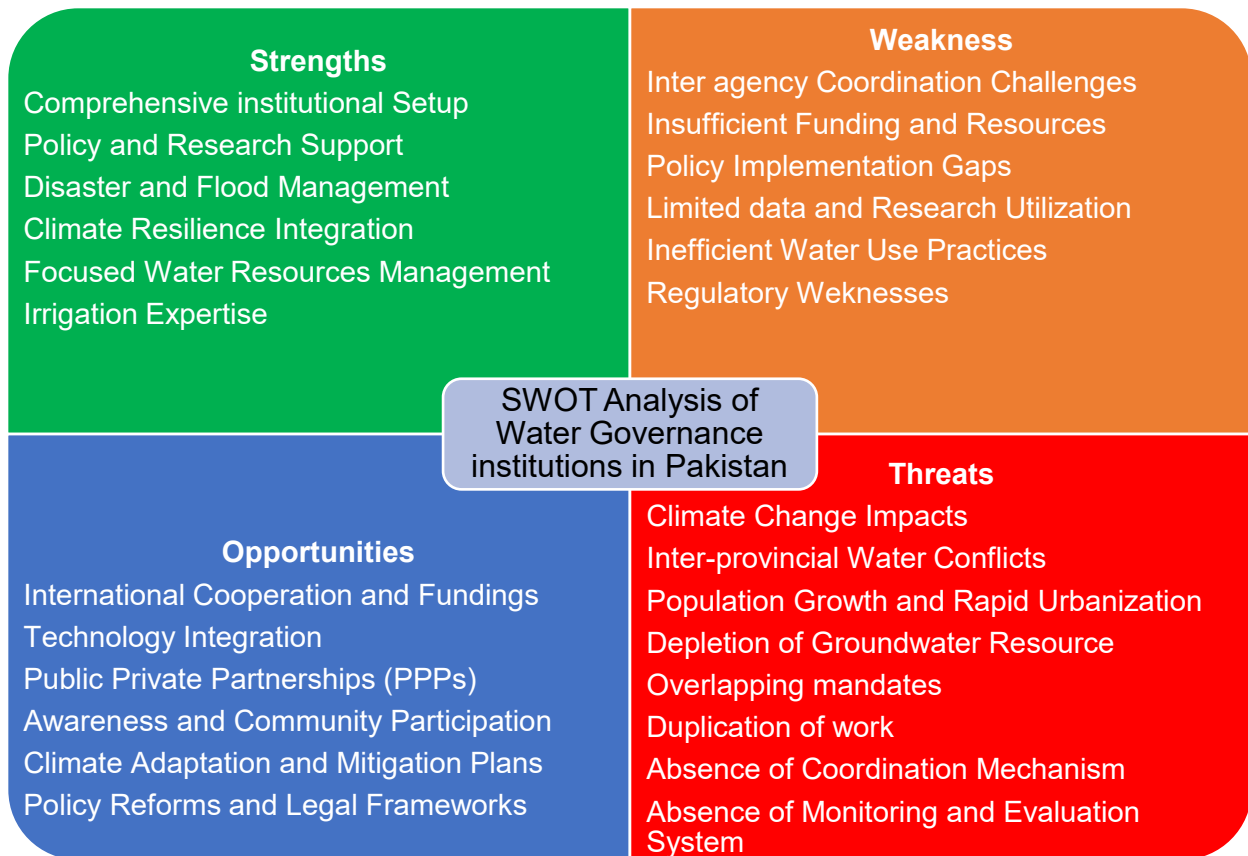 Strengths
Comprehensive institutional Setup
Policy and Research Support
Disaster and Flood Management
Climate Resilience Integration
Focused Water Resources Management
Irrigation Expertise
Weakness
Inter agency Coordination Challenges
Insufficient Funding and Resources
Policy Implementation Gaps
Limited data and Research Utilization
Inefficient Water Use Practices
Regulatory Weknesses
SWOT Analysis of
Water Governance
institutions in Pakistan
Opportunities
International Cooperation and Fundings
Technology Integration
Public Private Partnerships (PPPs)
Awareness and Community Participation
Climate Adaptation and Mitigation Plans
Policy Reforms and Legal Frameworks
Threats
Climate Change Impacts
Inter-provincial Water Conflicts
Population Growth and Rapid Urbanization
Depletion of Groundwater Resource
Overlapping mandates
Duplication of work
Absence of Coordination Mechanism
Absence of Monitoring and Evaluation
System